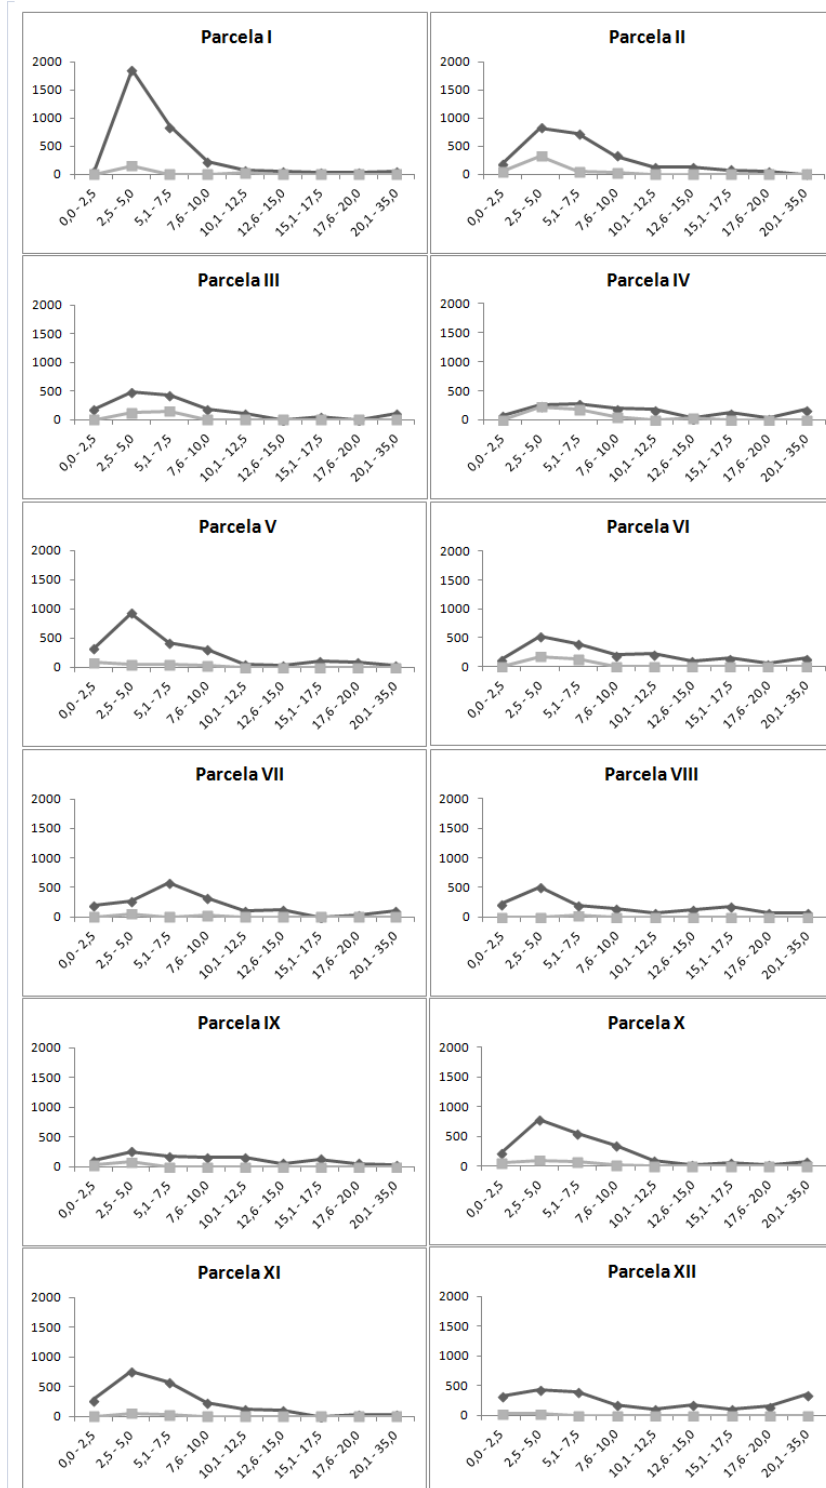 Parcela I
2000
1500
1000
500
0
0,0 - 2,5
2,5 - 5,0
5,1 - 7,5
7,6 - 10,0
10,1 - 12,5
12,6 - 15,0
15,1 - 17,5
17,6 - 20,0
20,1 - 35,0
Parcela II
2000
1500
1000
500
0
0,0 - 2,5
2,5 - 5,0
5,1 - 7,5
7,6 - 10,0
10,1 - 12,5
12,6 - 15,0
15,1 - 17,5
17,6 - 20,0
20,1 - 35,0
Parcela III
2000
1500
1000
500
0
0,0 - 2,5
2,5 - 5,0
5,1 - 7,5
7,6 - 10,0
10,1 - 12,5
12,6 - 15,0
15,1 - 17,5
17,6 - 20,0
20,1 - 35,0
Parcela IV
2000
1500
1000
500
0
0,0 - 2,5
2,5 - 5,0
5,1 - 7,5
7,6 - 10,0
10,1 - 12,5
12,6 - 15,0
15,1 - 17,5
17,6 - 20,0
20,1 - 35,0
Parcela V
2000
1500
1000
500
0
0,0 - 2,5
2,5 - 5,0
5,1 - 7,5
7,6 - 10,0
10,1 - 12,5
12,6 - 15,0
15,1 - 17,5
17,6 - 20,0
20,1 - 35,0
Parcela VI
2000
1500
1000
500
0
0,0 - 2,5
2,5 - 5,0
5,1 - 7,5
7,6 - 10,0
10,1 - 12,5
12,6 - 15,0
15,1 - 17,5
17,6 - 20,0
20,1 - 35,0
Parcela VII
2000
1500
1000
500
0
0,0 - 2,5
2,5 - 5,0
5,1 - 7,5
7,6 - 10,0
10,1 - 12,5
12,6 - 15,0
15,1 - 17,5
17,6 - 20,0
20,1 - 35,0
Parcela VIII
2000
1500
1000
500
0
0,0 - 2,5
2,5 - 5,0
5,1 - 7,5
7,6 - 10,0
10,1 - 12,5
12,6 - 15,0
15,1 - 17,5
17,6 - 20,0
20,1 - 35,0
Parcela IX
2000
1500
1000
500
0
0,0 - 2,5
2,5 - 5,0
5,1 - 7,5
7,6 - 10,0
10,1 - 12,5
12,6 - 15,0
15,1 - 17,5
17,6 - 20,0
20,1 - 35,0
Parcela X
2000
1500
1000
500
0
0,0 - 2,5
2,5 - 5,0
5,1 - 7,5
7,6 - 10,0
10,1 - 12,5
12,6 - 15,0
15,1 - 17,5
17,6 - 20,0
20,1 - 35,0
Parcela XI
2000
1500
1000
500
0
0,0 - 2,5
2,5 - 5,0
5,1 - 7,5
7,6 - 10,0
10,1 - 12,5
12,6 - 15,0
15,1 - 17,5
17,6 - 20,0
20,1 - 35,0
Parcela XII
2000
1500
1000
500
0
0,0 - 2,5
2,5 - 5,0
5,1 - 7,5
7,6 - 10,0
10,1 - 12,5
12,6 - 15,0
15,1 - 17,5
17,6 - 20,0
20,1 - 35,0